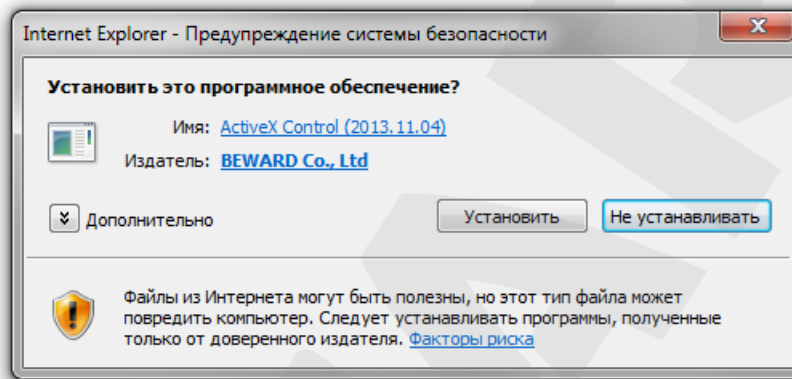 Internet Explorer - Предупреждение системы безопасности
Установить это программное обеспечение?
Имя: ActiveX Control (2013.11.04)
Издатель: BEWARD Co., Ltd
Дополнительно
Установить
Не устанавливать
Файлы из Интернета могут быть полезны, но этот тип файла может
повредить компьютер. Следует устанавливать программы, полученные
только от доверенного издателя. Факторы риска